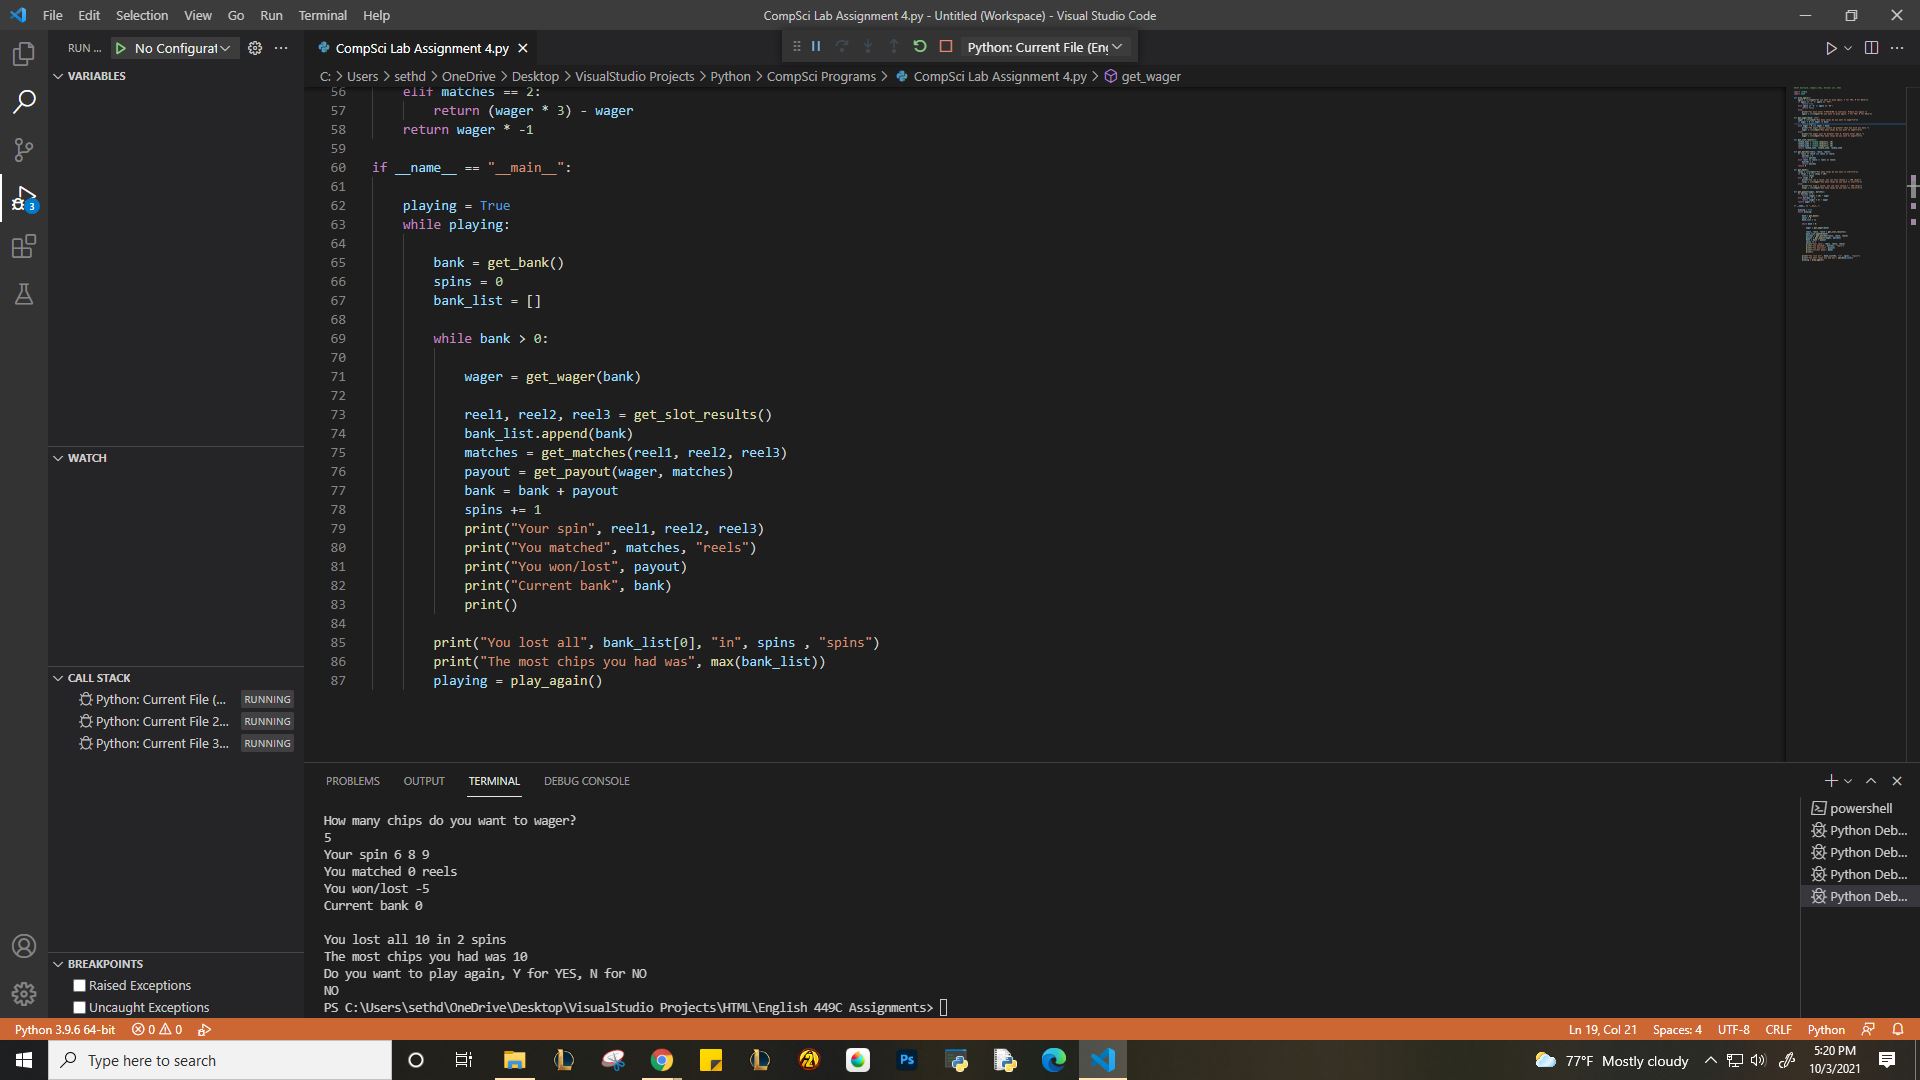 File Edit Selection View Go Run Terminal Help
CompSci Lab Assignment 4.py - Untitled (Workspace) - Visual Studio Code
RUN ... No Configurat
CompSci Lab Assignment 4.py
Python: Current File (En
C: > Users > sethd > OneDrive > Desktop > VisualStudio Projects > Python > CompSci Programs > CompSci Lab Assignment 4.py > get_wager
VARIABLES
WATCH
CALL STACK
Python: Current File (... RUNNING
Python: Current File 2... RUNNING
Python: Current File 3... RUNNING
BREAKPOINTS
Raised Exceptions
Uncaught Exceptions
3
56 elif matches == 2:
57 return (wager * 3) - wager
58 return wager * -1
59
60 if __name__ == "__main__":
61
62 playing = True
63 while playing:
64
65 bank = get_bank()
66 spins = 0
67 bank_list = []
68
69 while bank > 0:
70
71 wager = get_wager(bank)
72
73 reel1, reel2, reel3 = get_slot_results()
74 bank_list.append(bank)
75 matches = get_matches(reel1, reel2, reel3)
76 payout = get_payout(wager, matches)
77 bank = bank + payout
78 spins += 1
79 print("Your spin", reel1, reel2, reel3)
80 print("You matched", matches, "reels")
81 print("You won/lost", payout)
82 print("Current bank", bank)
83 print()
84
85 print("You lost all", bank_list[0], "in", spins , "spins")
86 print("The most chips you had was", max(bank_list))
87 playing = play_again()
PROBLEMS OUTPUT TERMINAL DEBUG CONSOLE
How many chips do you want to wager?
5
Your spin 6 8 9
You matched 0 reels
You won/lost -5
Current bank 0
You lost all 10 in 2 spins
The most chips you had was 10
Do you want to play again, Y for YES, N for NO
NO
PS C:\Users\sethd\OneDrive\Desktop\VisualStudio Projects\HTML\English 449C Assignments>
powershell
Python Deb...
Python Deb...
Python Deb...
Python Deb...
Python 3.9.6 64-bit 0 0
Ln 19, Col 21 Spaces: 4 UTF-8 CRLF Python
Type here to search
Ps
77°F Mostly cloudy
5:20 PM
10/3/2021